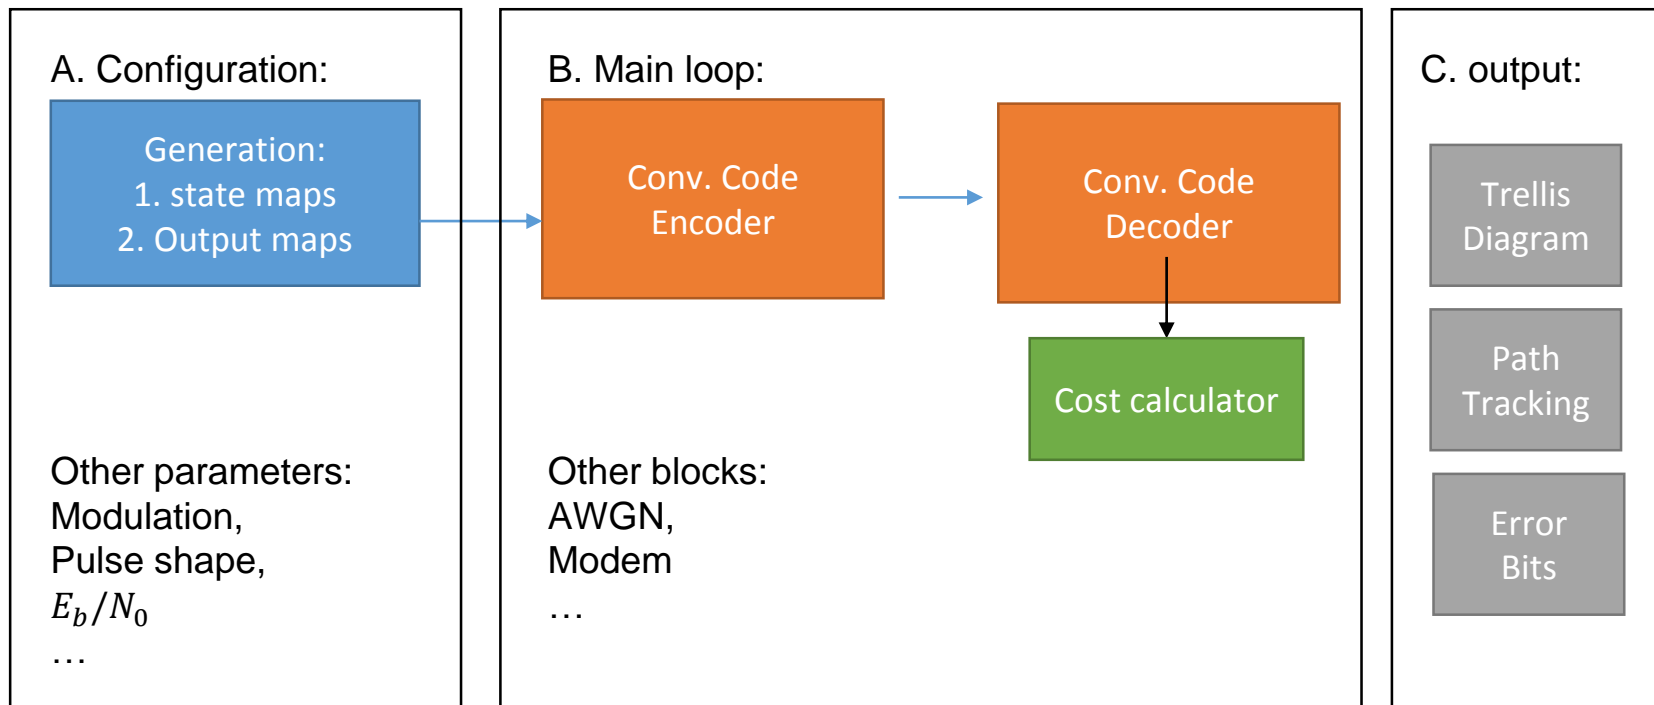 A. Configuration:
Generation:
1. state maps
2. Output maps
Other parameters:
Modulation,
Pulse shape,
E_b/N_0
…
B. Main loop:
Conv. Code
Encoder
Conv. Code
Decoder
Cost calculator
Other blocks:
AWGN,
Modem
…
C. output:
Trellis
Diagram
Path
Tracking
Error
Bits